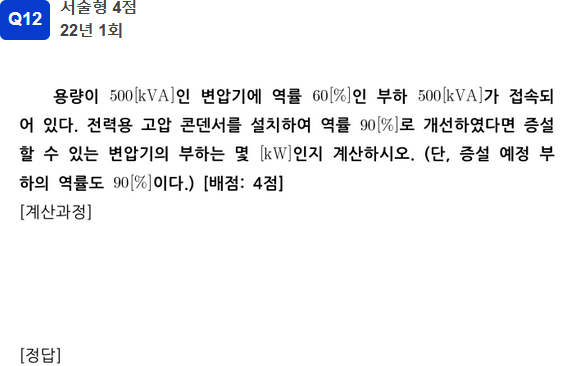 Q12
서술형 4점
22년 1회
용량이 500[kVA]인 변압기에 역률 60[%]인 부하 500[kVA]가 접속되
어 있다. 전력용 고압 콘덴서를 설치하여 역률 90[%]로 개선하였다면 증설
할 수 있는 변압기의 부하는 몇 [kW]인지 계산하시오. (단, 증설 예정 부
하의 역률도 90[%]이다.) [배점: 4점]
[계산과정]
[정답]